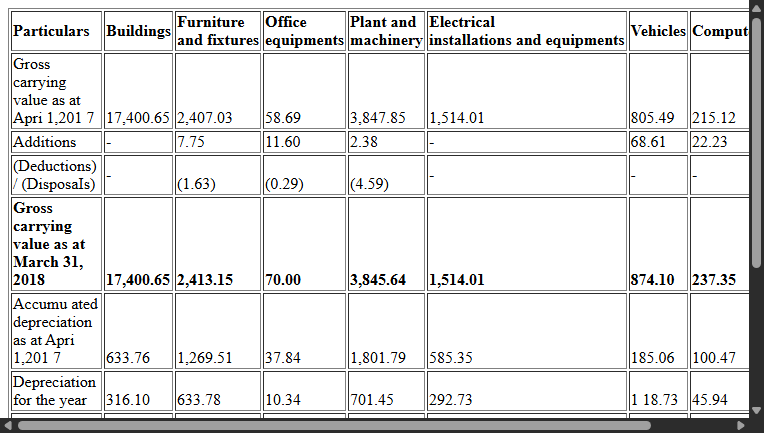 Particulars Buildings Furniture and fixtures Office equipments Plant and machinery Electrical installations and equipments Vehicles Comput
Gross carrying value as at Apri 1,201 7 17,400.65 2,407.03 58.69 3,847.85 1,514.01 805.49 215.12
Additions - 7.75 11.60 2.38 - 68.61 22.23
(Deductions) / (Disposals) - (1.63) (0.29) (4.59) - - -
Gross carrying value as at March 31, 2018 17,400.65 2,413.15 70.00 3,845.64 1,514.01 874.10 237.35
Accumu ated depreciation as at Apri 1,201 7 633.76 1,269.51 37.84 1,801.79 585.35 185.06 100.47
Depreciation for the year 316.10 633.78 10.34 701.45 292.73 1 18.73 45.94